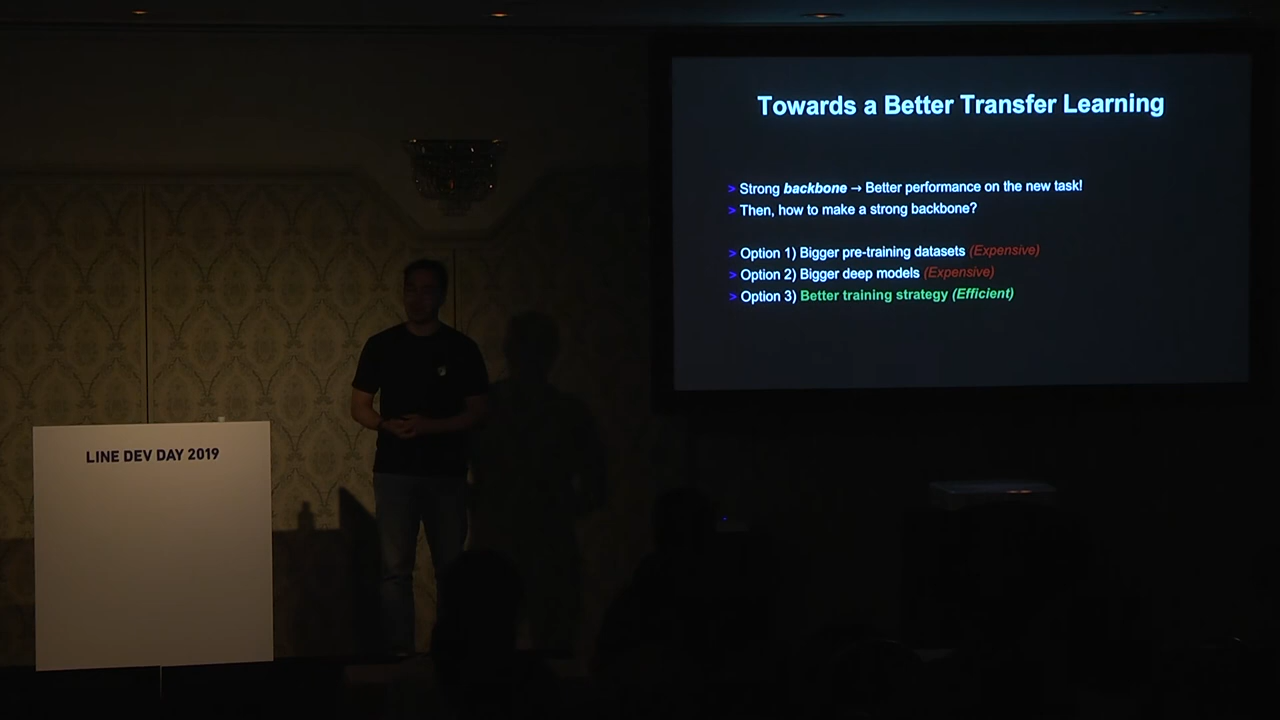 Towards a Better Transfer Learning
> Strong backbone → Better performance on the new task!
> Then, how to make a strong backbone?
> Option 1) Bigger pre-training datasets (Expensive)
> Option 2) Bigger deep models (Expensive)
> Option 3) Better training strategy (Efficient)
LINE DEV DAY 2019